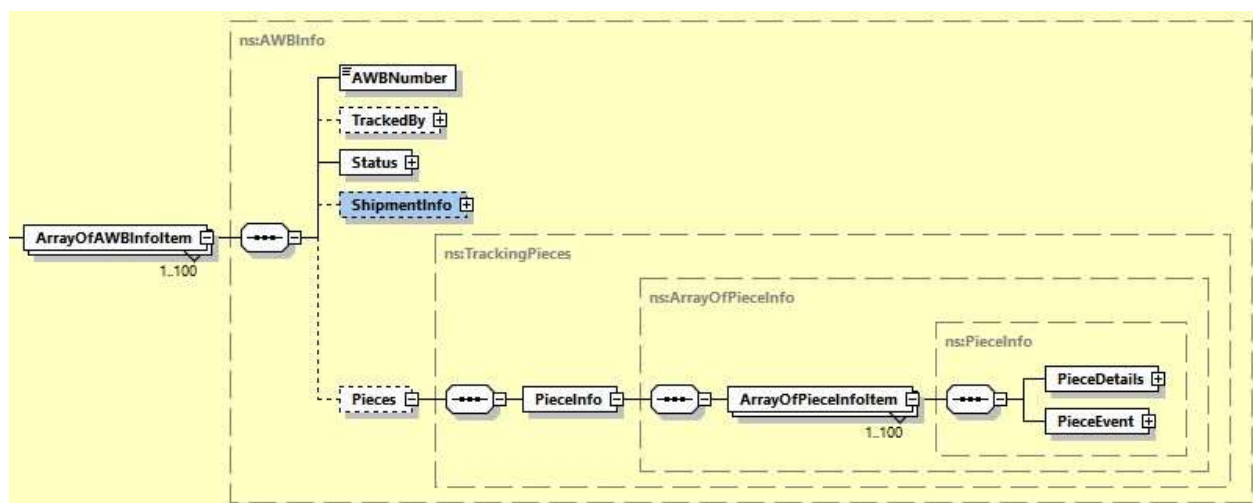 ns:AWBInfo
AWBNumber
TrackedBy
Status
ShipmentInfo
ArrayOfAWBInfoItem
1..100
ns:TrackingPieces
ns:ArrayOfPieceInfo
ns:PieceInfo
Pieces
PieceInfo
ArrayOfPieceInfoItem
1..100
PieceDetails
PieceEvent